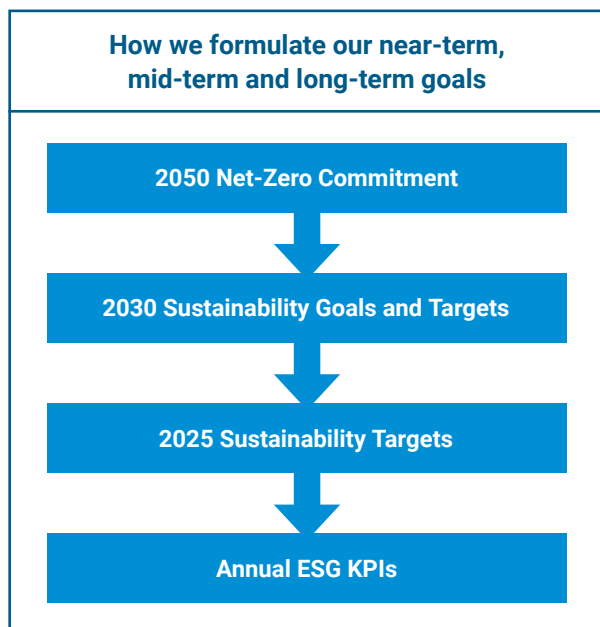 How we formulate our near-term,
mid-term and long-term goals
2050 Net-Zero Commitment
2030 Sustainability Goals and Targets
2025 Sustainability Targets
Annual ESG KPIs